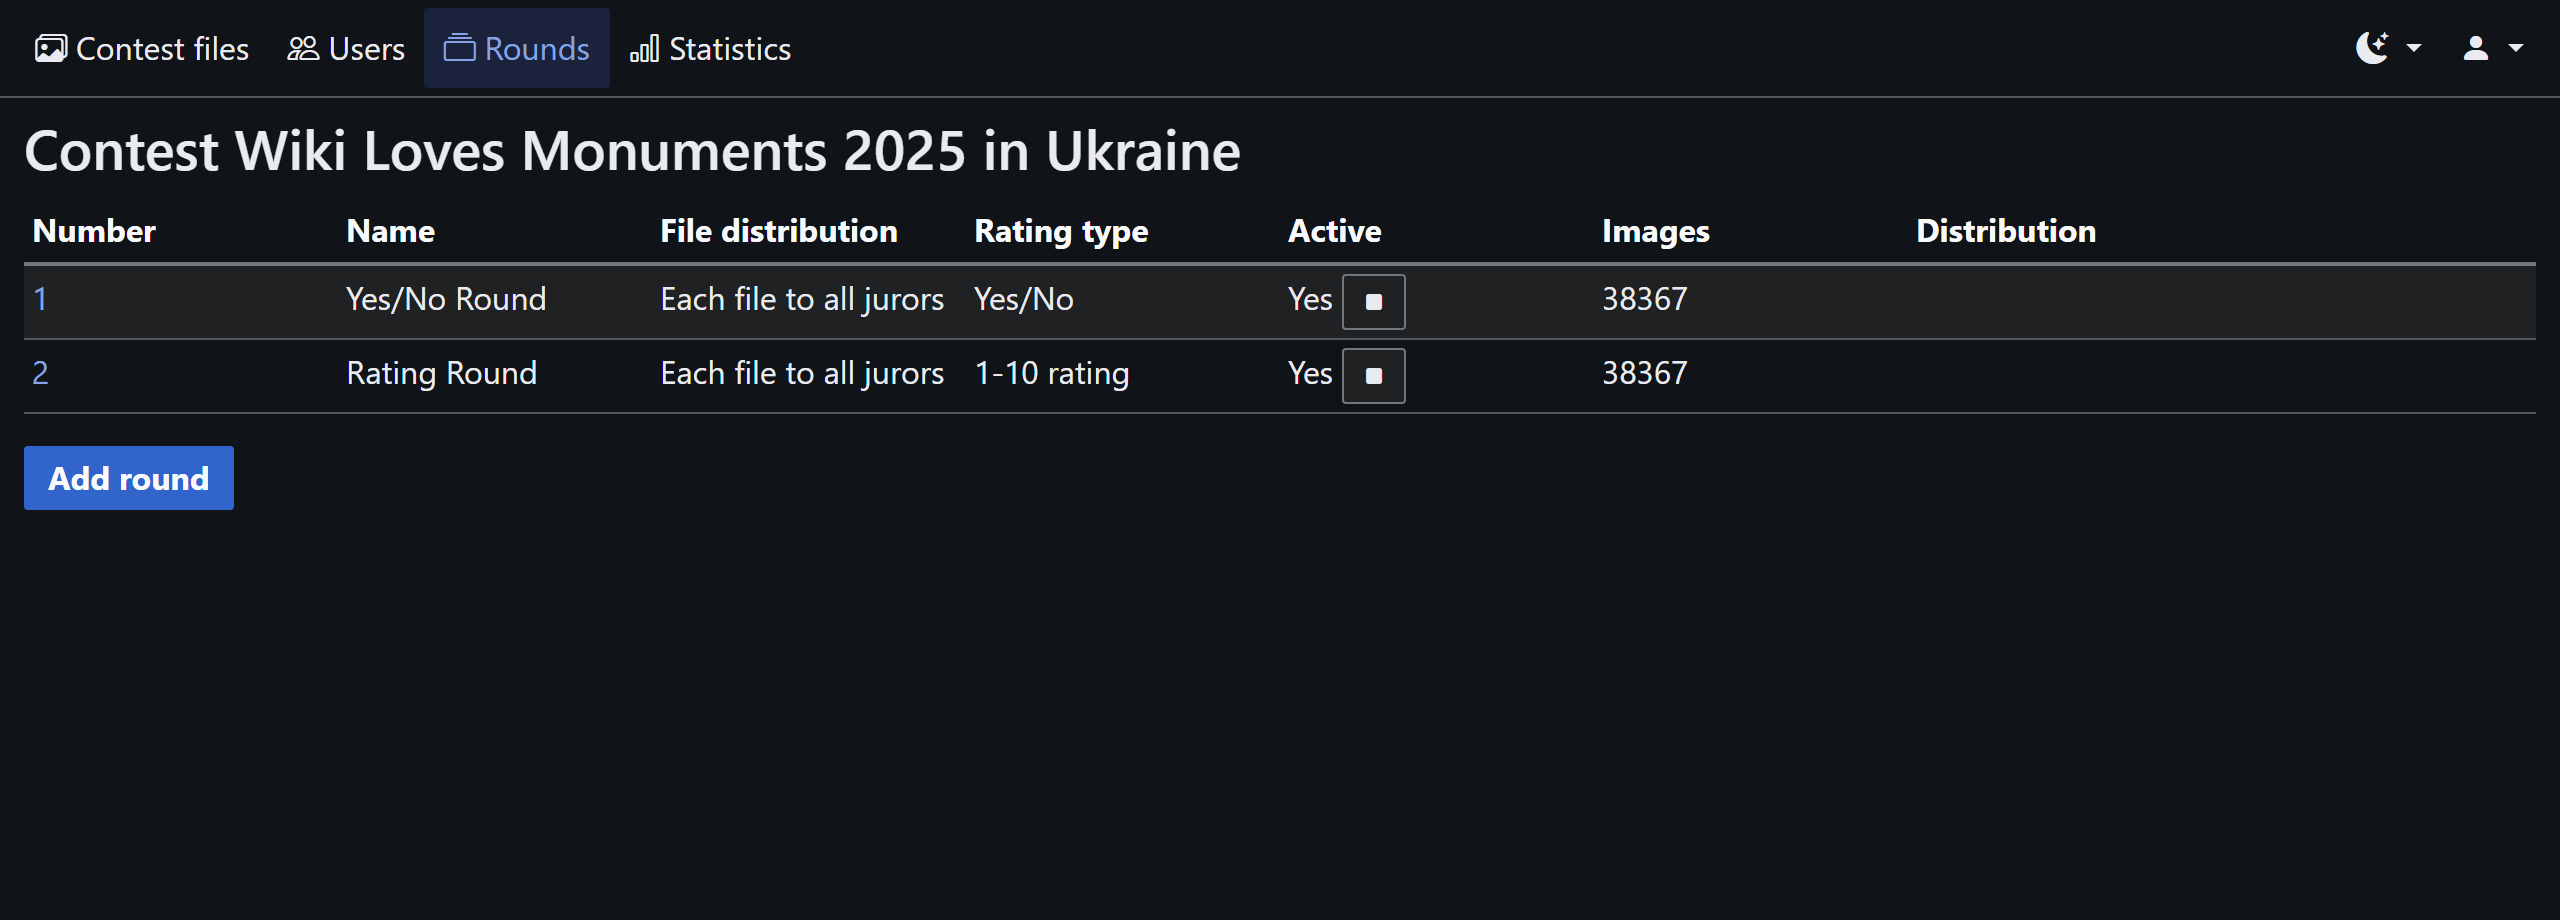 Contest files Users Rounds Statistics
Contest Wiki Loves Monuments 2025 in Ukraine
Number Name File distribution Rating type Active Images Distribution
1 Yes/No Round Each file to all jurors Yes/No Yes 38367
2 Rating Round Each file to all jurors 1-10 rating Yes 38367
Add round